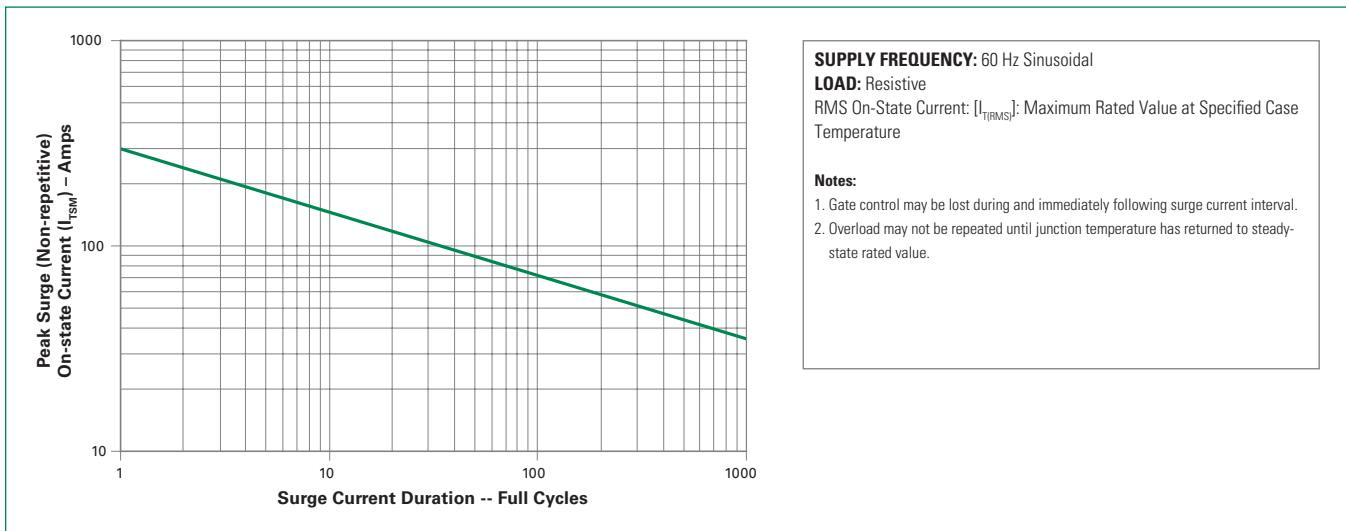 1000
100
10
1
10
100
1000
Peak Surge (Non-repetitive)
On-state Current (I_TSM) – Amps
Surge Current Duration -- Full Cycles
SUPPLY FREQUENCY: 60 Hz Sinusoidal
LOAD: Resistive
RMS On-State Current: [I_T(RMS)]: Maximum Rated Value at Specified Case
Temperature
Notes:
1. Gate control may be lost during and immediately following surge current interval.
2. Overload may not be repeated until junction temperature has returned to steady-
state rated value.